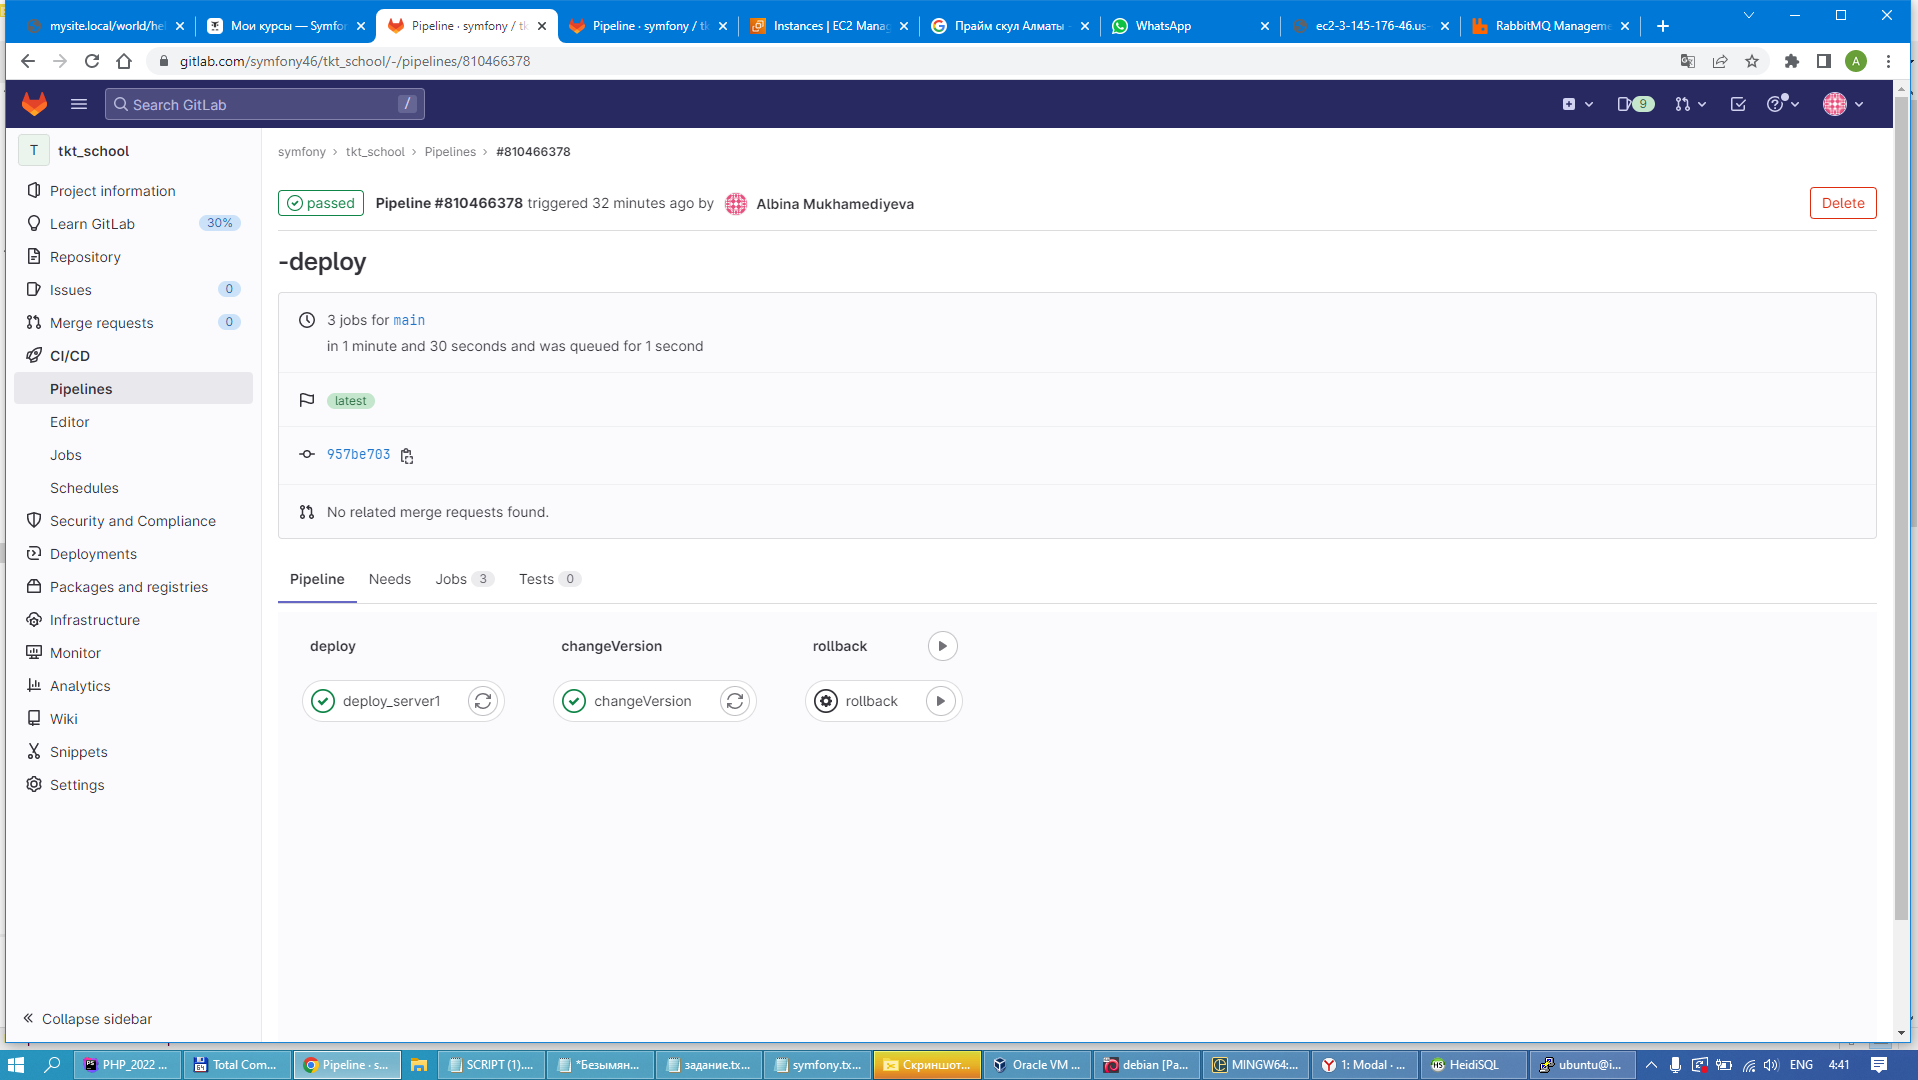 mysite.local/world/hel
Мои курсы — Symfon
Pipeline · symfony / tk
Pipeline · symfony / tk
Instances | EC2 Manag
Прайм скул Алматы -
WhatsApp
ec2-3-145-176-46.us-
RabbitMQ Manageme
gitlab.com/symfony46/tkt_school/-/pipelines/810466378
A
Search GitLab
/
9
T
tkt_school
Project information
Learn GitLab
30%
Repository
Issues
0
Merge requests
0
CI/CD
Pipelines
Editor
Jobs
Schedules
Security and Compliance
Deployments
Packages and registries
Infrastructure
Monitor
Analytics
Wiki
Snippets
Settings
Collapse sidebar
symfony › tkt_school › Pipelines › #810466378
passed
Pipeline #810466378 triggered 32 minutes ago by
Albina Mukhamediyeva
Delete
-deploy
3 jobs for main
in 1 minute and 30 seconds and was queued for 1 second
latest
957be703
No related merge requests found.
Pipeline
Needs
Jobs 3
Tests 0
deploy
changeVersion
rollback
deploy_server1
changeVersion
rollback
PHP_2022 ...
Total Com...
Pipeline · s...
SCRIPT (1)....
*Безымян...
задание.tx...
symfony.tx...
Скриншот...
Oracle VM ...
debian [Pa...
MINGW64:...
1: Modal · ...
HeidiSQL
ubuntu@i...
ENG
4:41